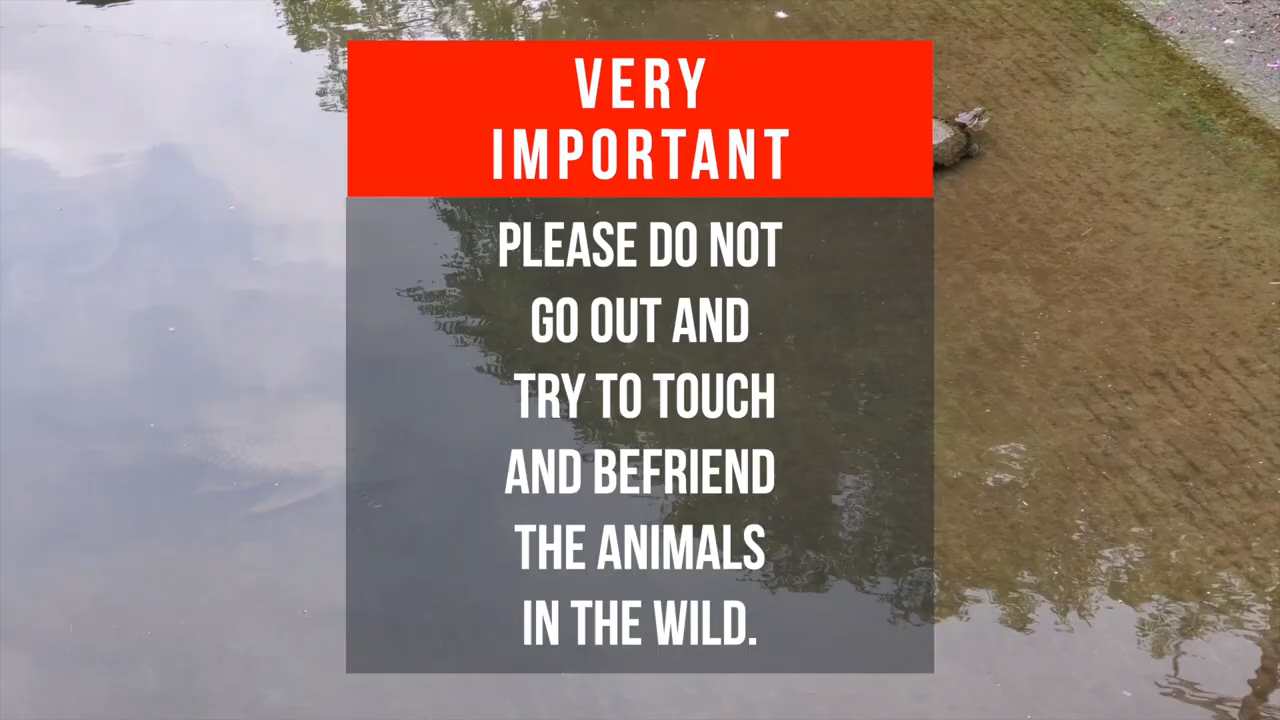 VERY
IMPORTANT
PLEASE DO NOT
GO OUT AND
TRY TO TOUCH
AND BEFRIEND
THE ANIMALS
IN THE WILD.